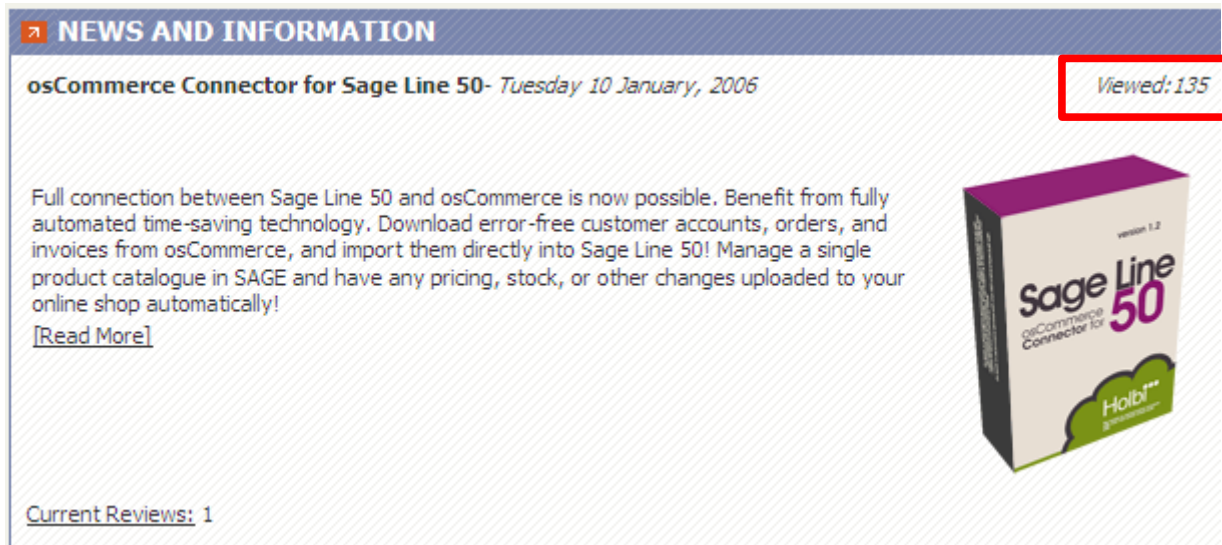 NEWS AND INFORMATION
osCommerce Connector for Sage Line 50- Tuesday 10 January, 2006
Viewed:135
Full connection between Sage Line 50 and osCommerce is now possible. Benefit from fully
automated time-saving technology. Download error-free customer accounts, orders, and
invoices from osCommerce, and import them directly into Sage Line 50! Manage a single
product catalogue in SAGE and have any pricing, stock, or other changes uploaded to your
online shop automatically!
[Read More]
version 1.2
Sage Line
50
osCommerce
Connector for
Holbi
Current Reviews: 1